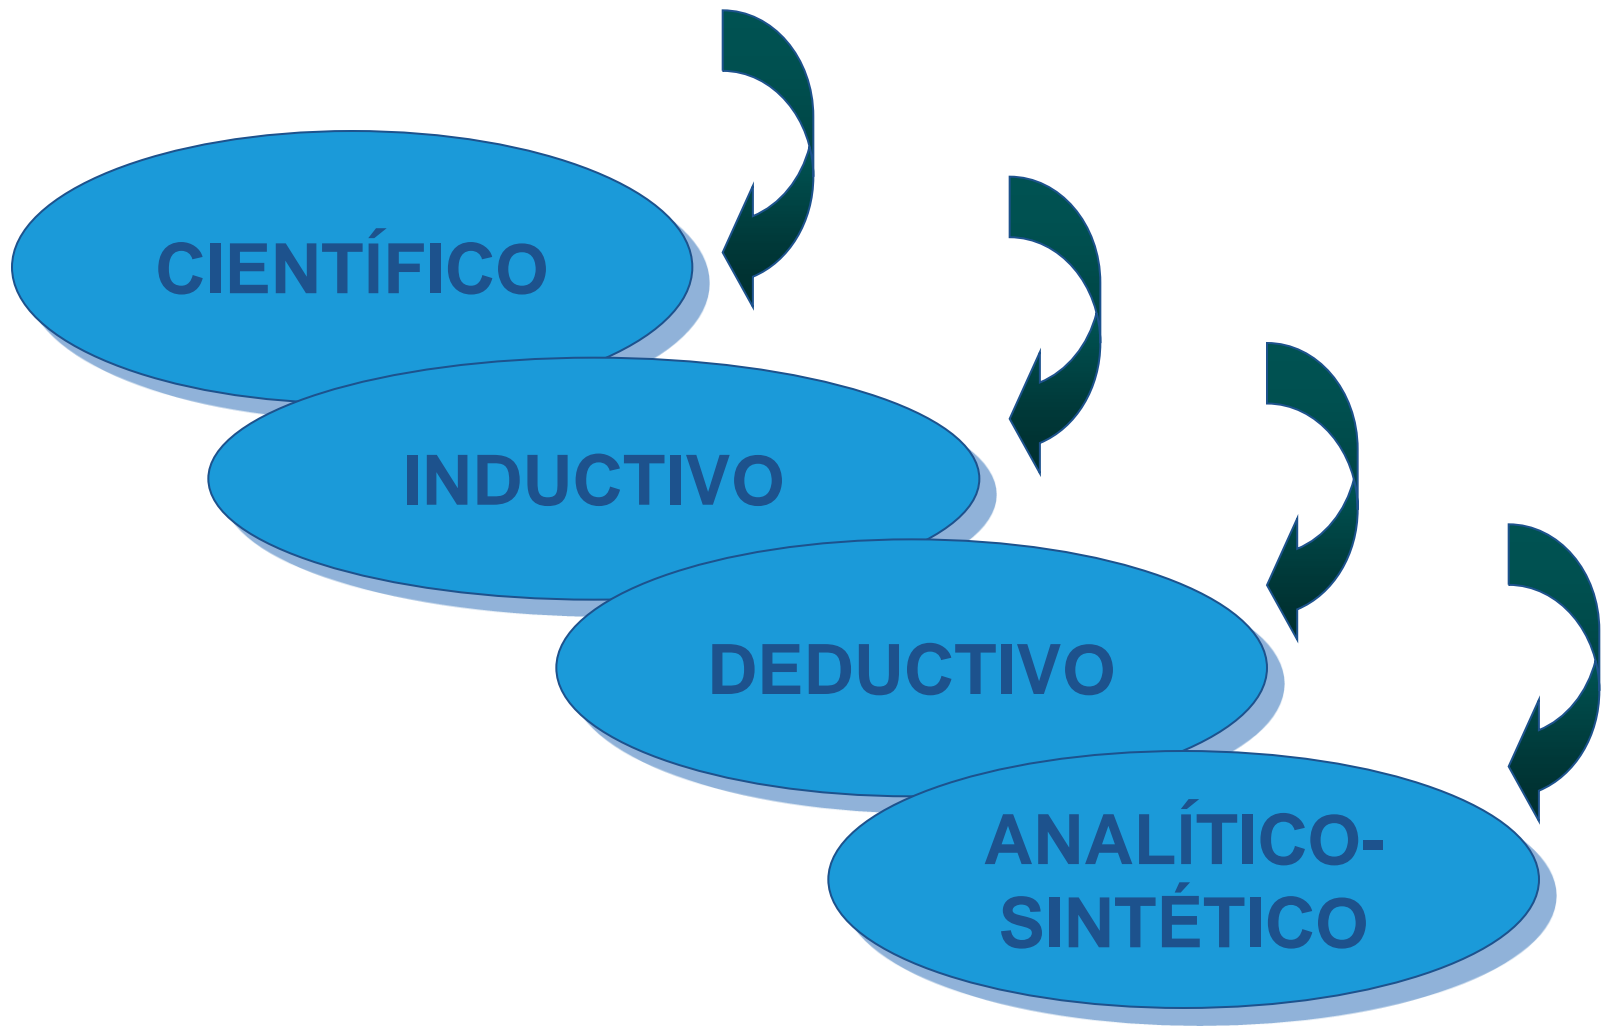 CIENTÍFICO
INDUCTIVO
DEDUCTIVO
ANALÍTICO-
SINTÉTICO